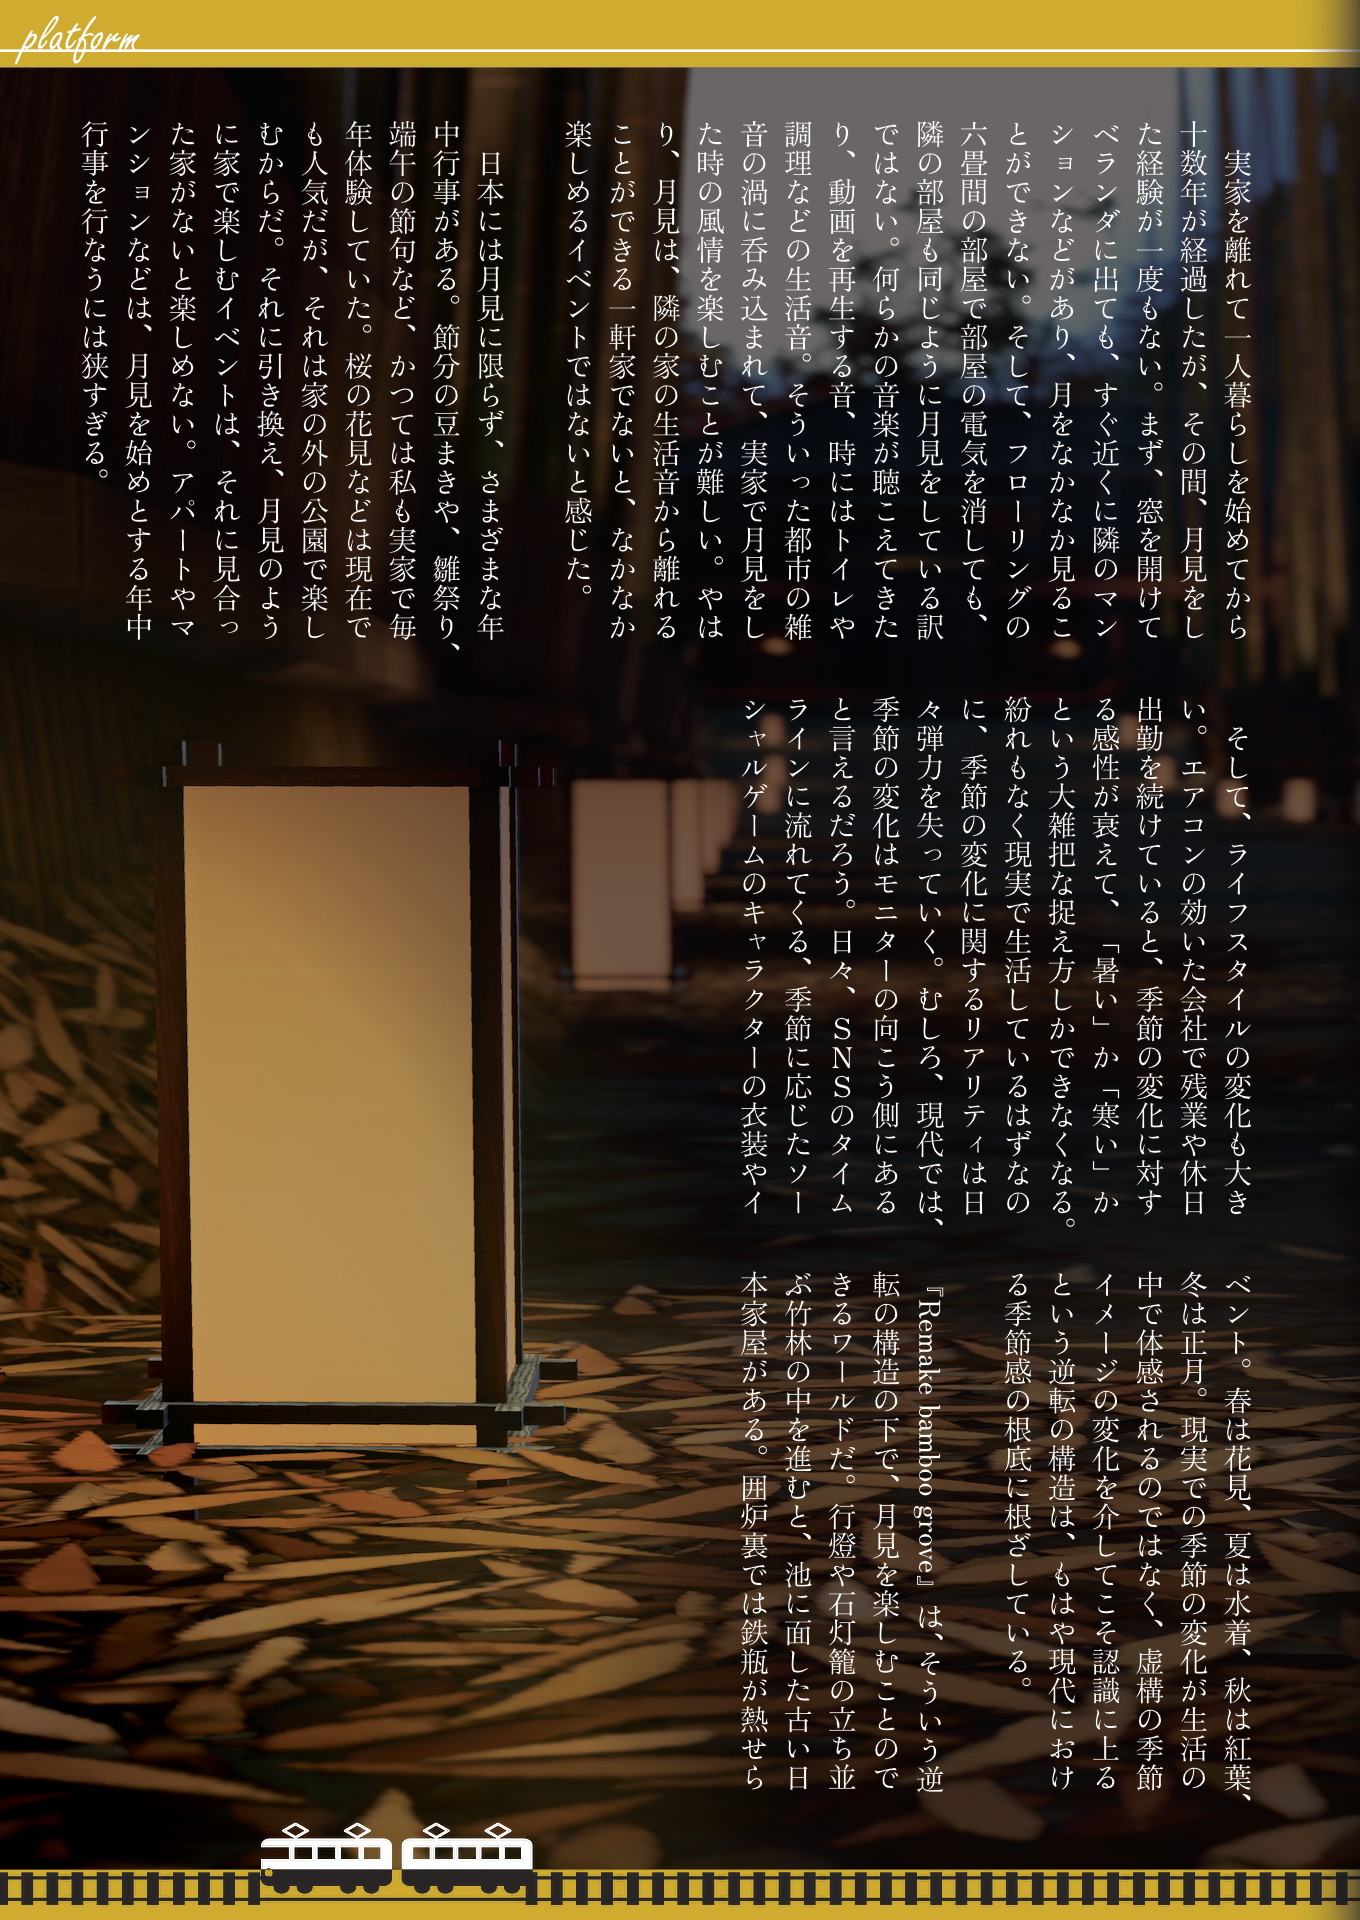 platform
　実家を離れて一人暮らしを始めてから
十数年が経過したが、その間、月見をし
た経験が一度もない。まず、窓を開けて
ベランダに出ても、すぐ近くに隣のマン
ションなどがあり、月をなかなか見るこ
とができない。そして、フローリングの
六畳間の部屋で部屋の電気を消しても、
隣の部屋も同じように月見をしている訳
ではない。何らかの音楽が聴こえてきた
り、動画を再生する音、時にはトイレや
調理などの生活音。そういった都市の雑
音の渦に呑み込まれて、実家で月見をし
た時の風情を楽しむことが難しい。やは
り、月見は、隣の家の生活音から離れる
ことができる一軒家でないと、なかなか
楽しめるイベントではないと感じた。
　日本には月見に限らず、さまざまな年
中行事がある。節分の豆まきや、雛祭り、
端午の節句など、かつては私も実家で毎
年体験していた。桜の花見などは現在で
も人気だが、それは家の外の公園で楽し
むからだ。それに引き換え、月見のよう
に家で楽しむイベントは、それに見合っ
た家がないと楽しめない。アパートやマ
ンションなどは、月見を始めとする年中
行事を行なうには狭すぎる。
　そして、ライフスタイルの変化も大き
い。エアコンの効いた会社で残業や休日
出勤を続けていると、季節の変化に対す
る感性が衰えて、「暑い」か「寒い」か
という大雑把な捉え方しかできなくなる。
紛れもなく現実で生活しているはずなの
に、季節の変化に関するリアリティは日
々弾力を失っていく。むしろ、現代では、
季節の変化はモニターの向こう側にある
と言えるだろう。日々、SNSのタイム
ラインに流れてくる、季節に応じたソー
シャルゲームのキャラクターの衣装やイ
ベント。春は花見、夏は水着、秋は紅葉、
冬は正月。現実での季節の変化が生活の
中で体感されるのではなく、虚構の季節
イメージの変化を介してこそ認識に上る
という逆転の構造は、もはや現代におけ
る季節感の根底に根ざしている。
『Remake bamboo grove』は、そういう逆
転の構造の下で、月見を楽しむことので
きるワールドだ。行燈や石灯籠の立ち並
ぶ竹林の中を進むと、池に面した古い日
本家屋がある。囲炉裏では鉄瓶が熱せら